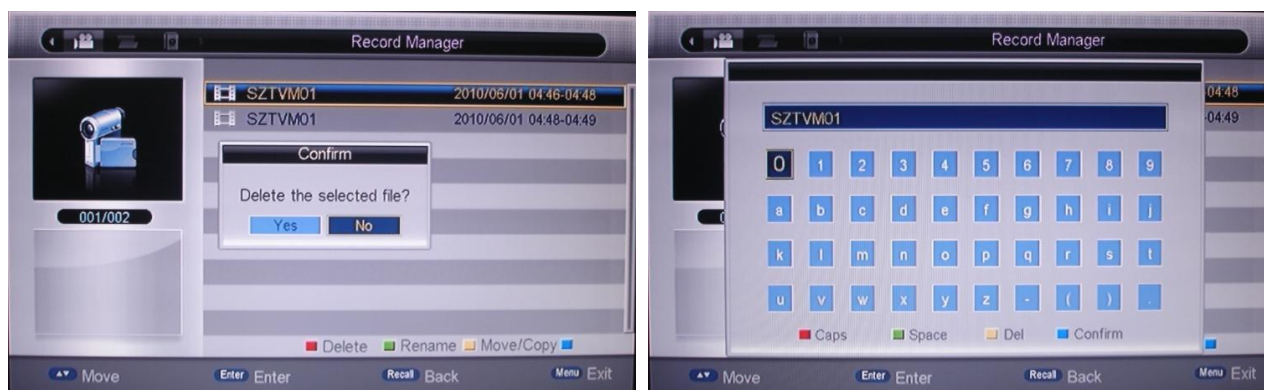 Record Manager
SZTVM01 2010/06/01 04:46-04:48
SZTVM01 2010/06/01 04:48-04:49
Confirm
Delete the selected file?
Yes No
001/002
Delete Rename Move/Copy
Move Enter Enter Recall Back Menu Exit
Record Manager
04:48
04:49
SZTVM01
0 1 2 3 4 5 6 7 8 9
a b c d e f g h i j
k l m n o p q r s t
u v w x y z - ( ) .
Caps Space Del Confirm
Move Enter Enter Recall Back Menu Exit